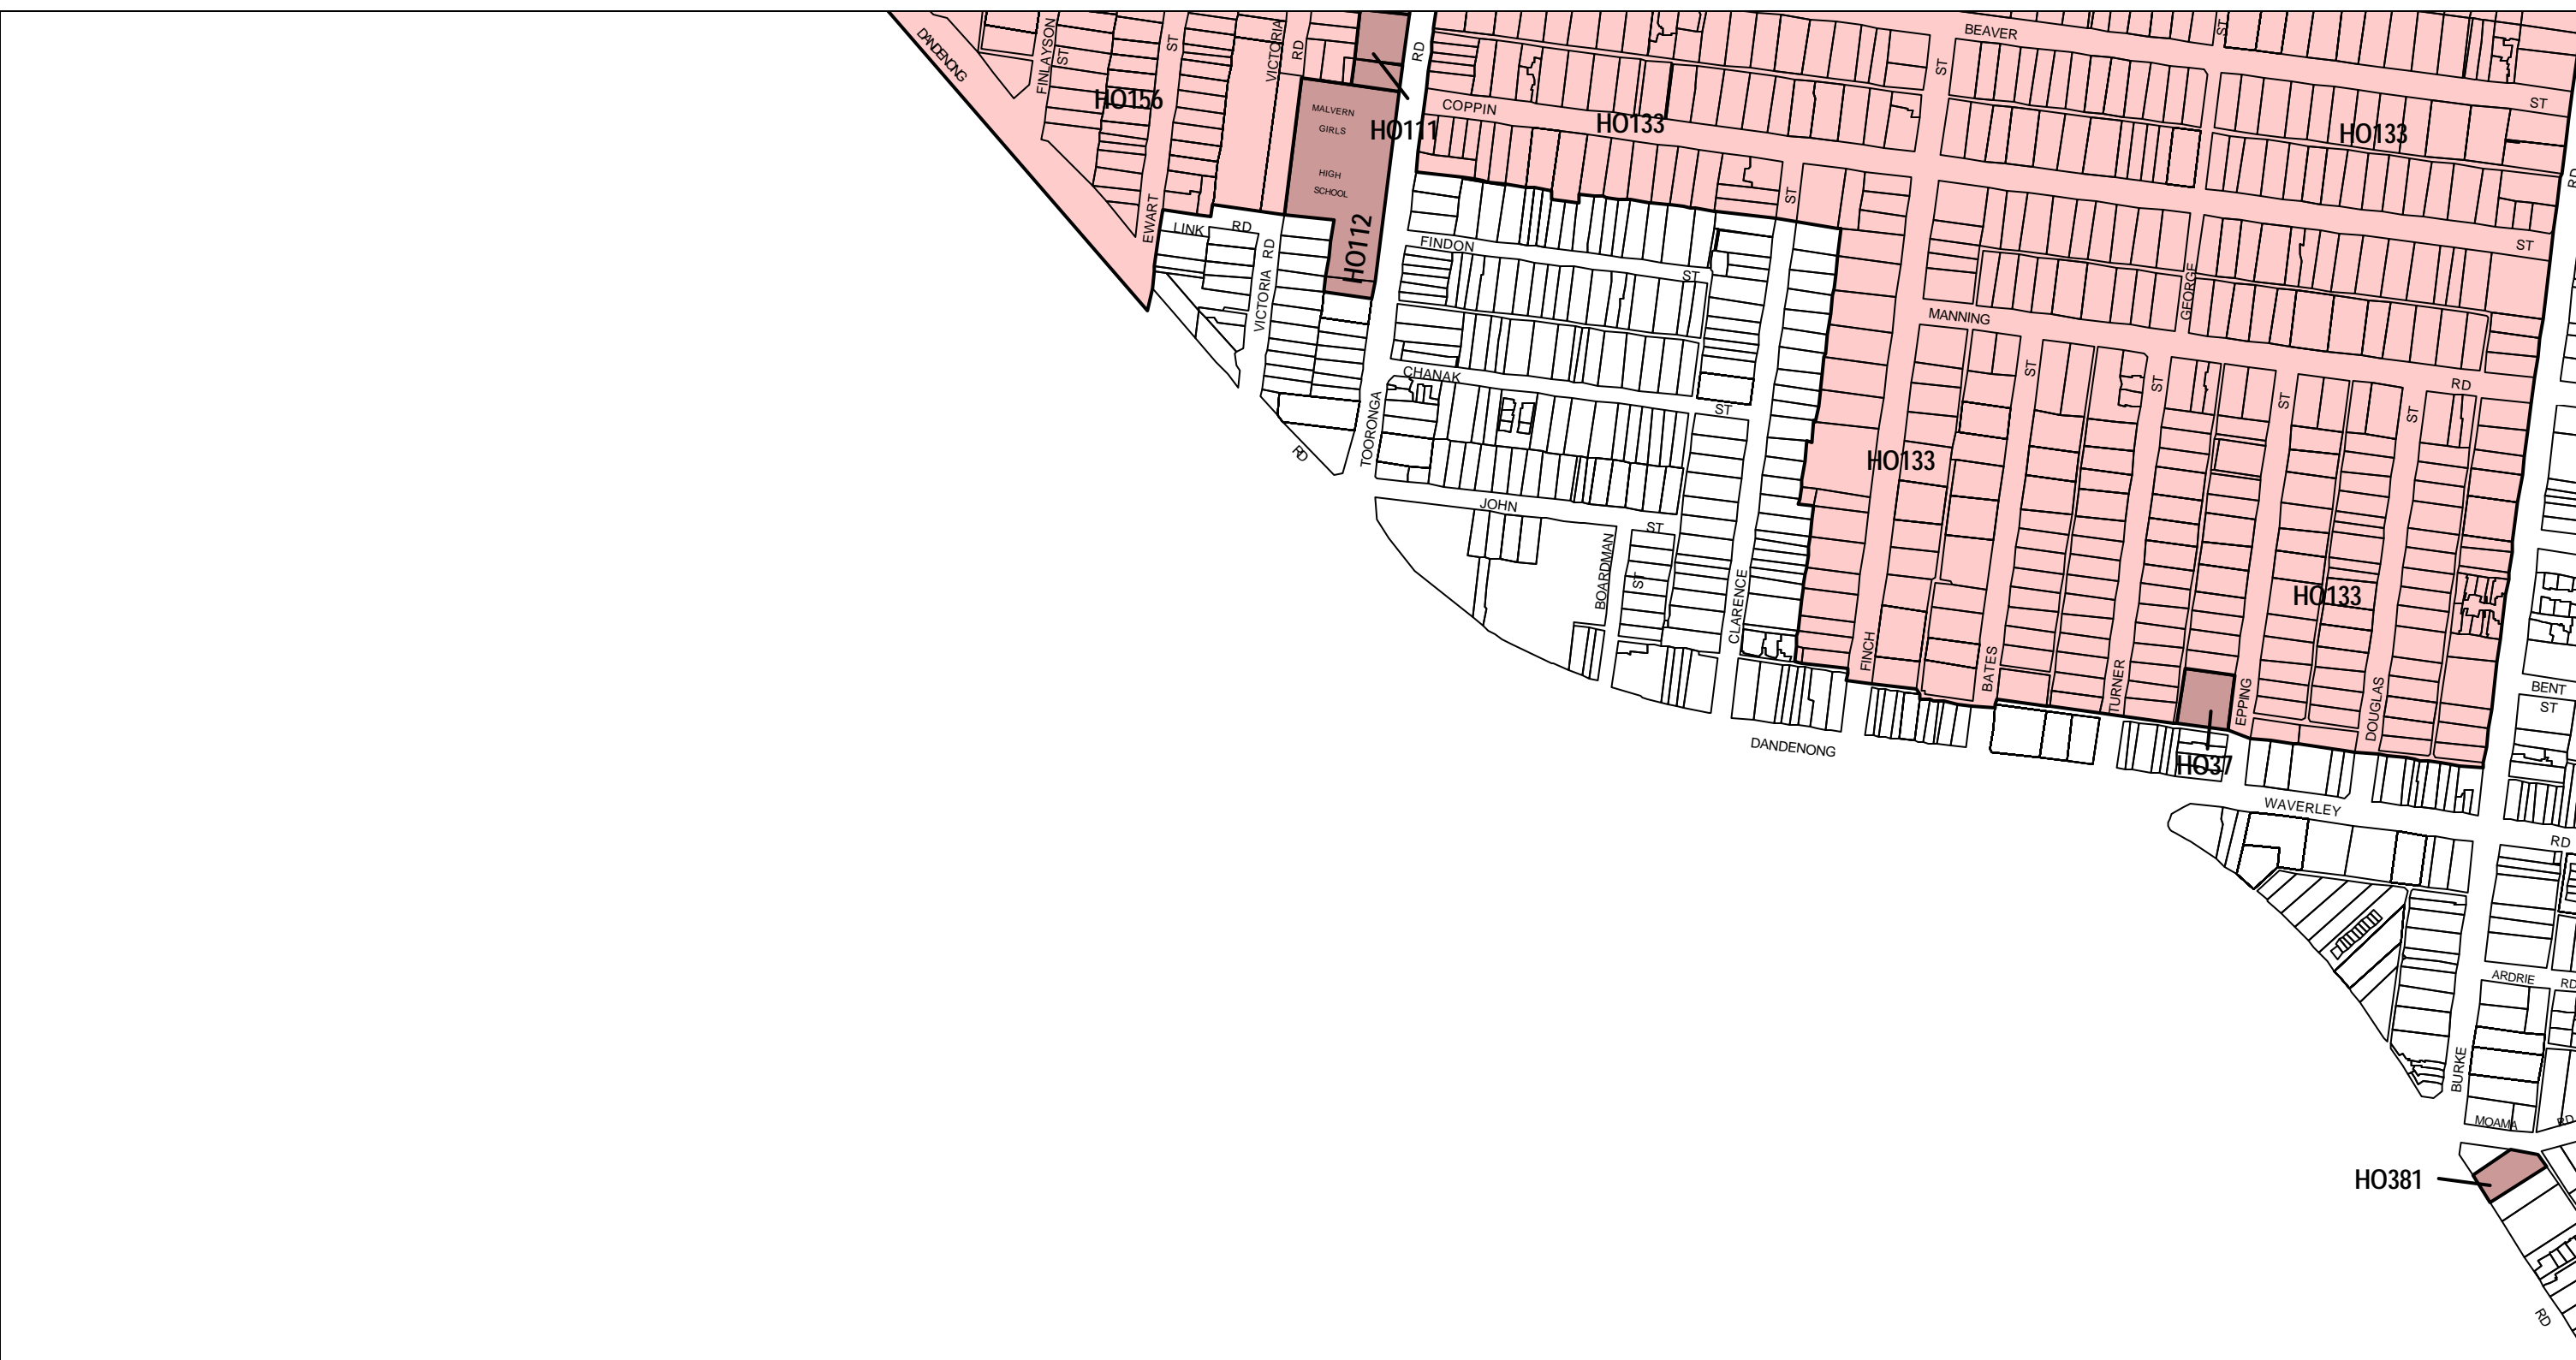 DANDENONG
FINLAYSON
ST
HO156
ST
EWART
VICTORIA
RD
MALVERN
GIRLS
HIGH
SCHOOL
HO111
HO112
RD
LINK RD
VICTORIA RD
RD
TOORONGA
COPPIN
HO133
BEAVER
ST
ST
ST
HO133
ST
RD
ST
FINDON
ST
CHANAK
ST
JOHN
ST
BOARDMAN
ST
CLARENCE
MANNING
GEORGE
RD
ST
ST
ST
ST
HO133
HO133
FINCH
BATES
TURNER
EPPING
DOUGLAS
BENT
ST
DANDENONG
HO37
WAVERLEY
RD
ARDRIE RD
BURKE
MOAMA RD
HO381
RD